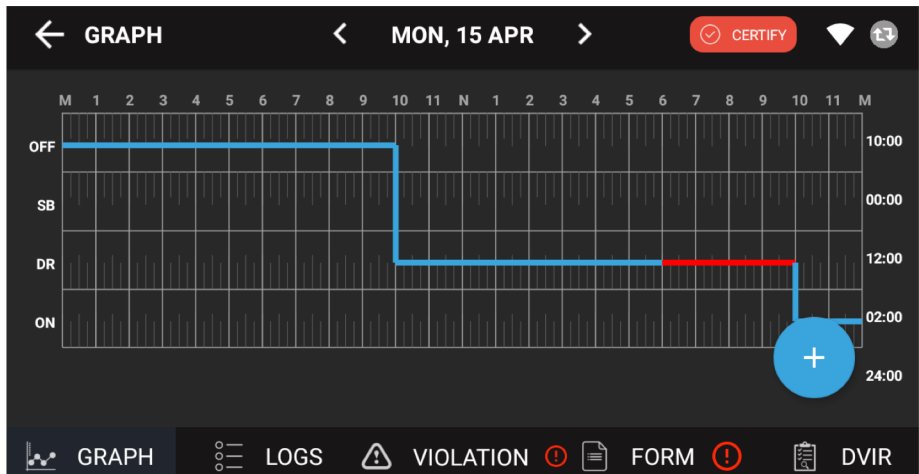 GRAPH MON, 15 APR CERTIFY
M 1 2 3 4 5 6 7 8 9 10 11 N 1 2 3 4 5 6 7 8 9 10 11 M
OFF 10:00
SB 00:00
DR 12:00
ON 02:00
+
24:00
GRAPH LOGS VIOLATION FORM DVIR